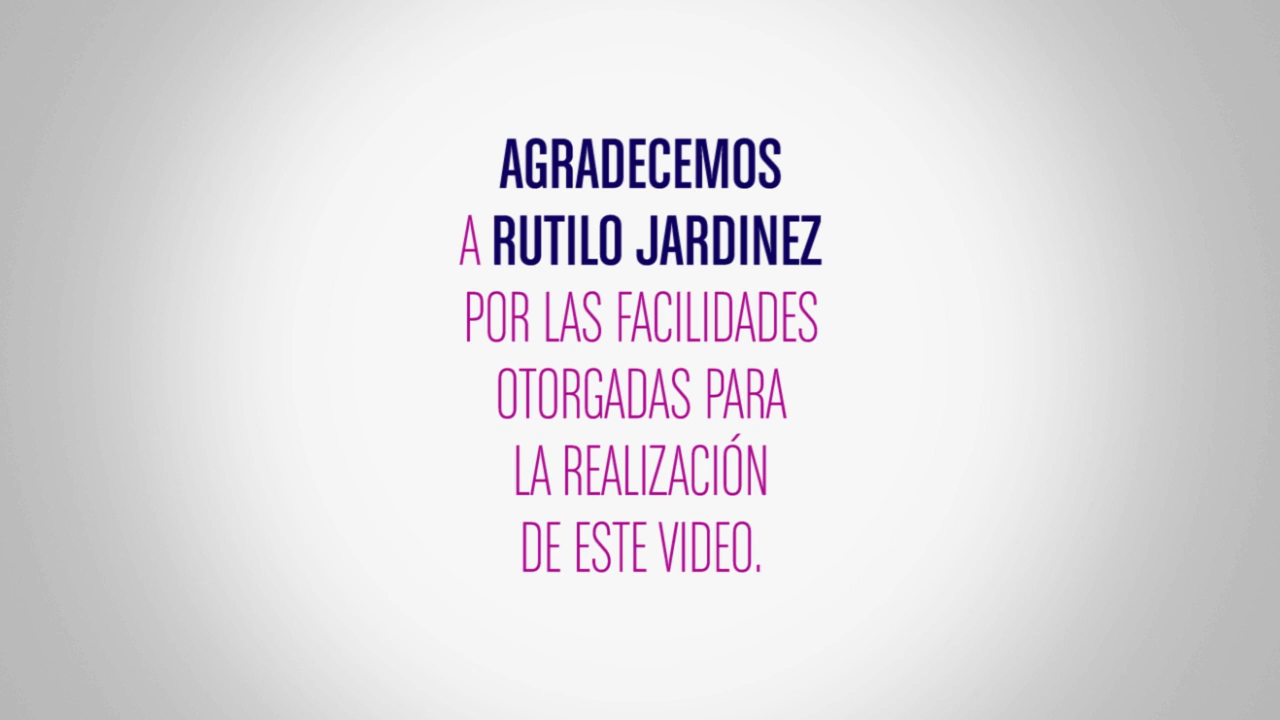 AGRADECEMOS
A RUTILO JARDINEZ
POR LAS FACILIDADES
OTORGADAS PARA
LA REALIZACIÓN
DE ESTE VIDEO.